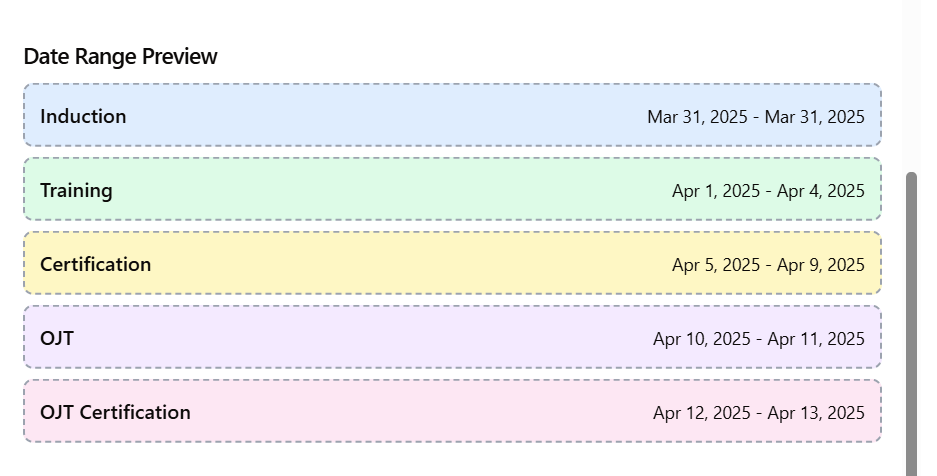 Date Range Preview
Induction Mar 31, 2025 - Mar 31, 2025
Training Apr 1, 2025 - Apr 4, 2025
Certification Apr 5, 2025 - Apr 9, 2025
OJT Apr 10, 2025 - Apr 11, 2025
OJT Certification Apr 12, 2025 - Apr 13, 2025